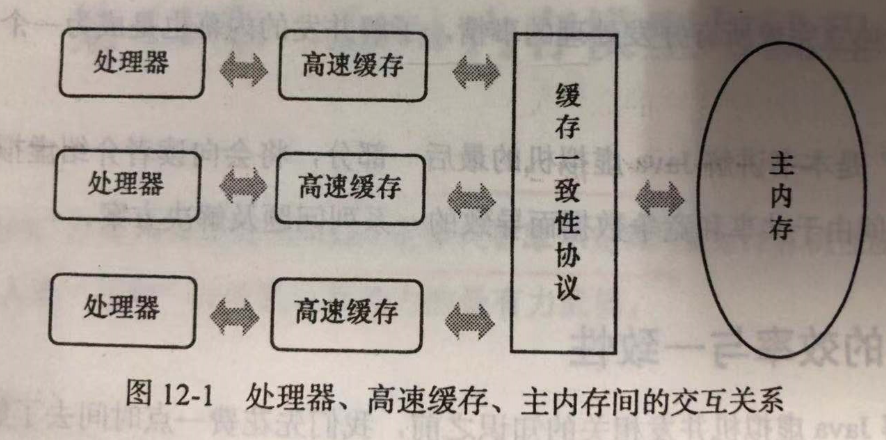 处理器
高速缓存
处理器
高速缓存
处理器
高速缓存
缓存一致性协议
主内存
图 12-1 处理器、高速缓存、主内存间的交互关系